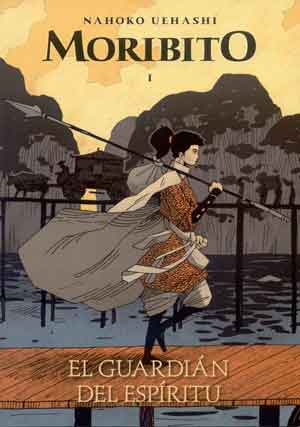 NAHOKO UEHASHI
MORIBITO
I
EL GUARDIÁN
DEL ESPÍRITU